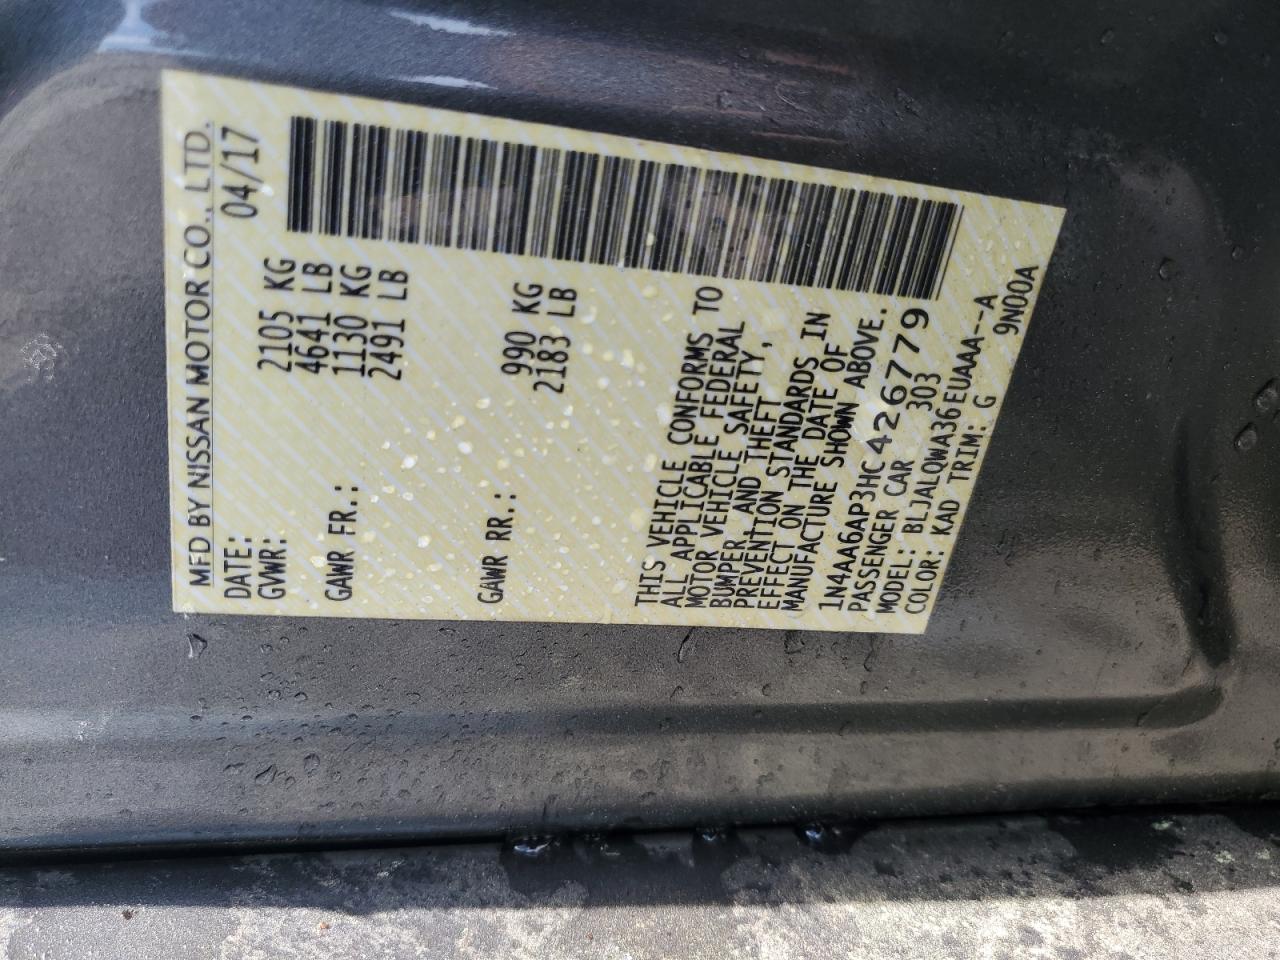 MFD BY NISSAN MOTOR CO., LTD.
DATE: 04/17
GVWR: 2105 KG
4641 LB
GAWR FR.: 1130 KG
2491 LB
GAWR RR.: 990 KG
2183 LB
THIS VEHICLE CONFORMS TO
ALL APPLICABLE FEDERAL
MOTOR VEHICLE SAFETY,
BUMPER, AND THEFT
PREVENTION STANDARDS IN
EFFECT ON THE DATE OF
MANUFACTURE SHOWN ABOVE.
1N4AA6AP3HC426779
PASSENGER CAR 303
MODEL: BLJALQWA36EUAAA--A
COLOR: KAD TRIM: G 9N00A